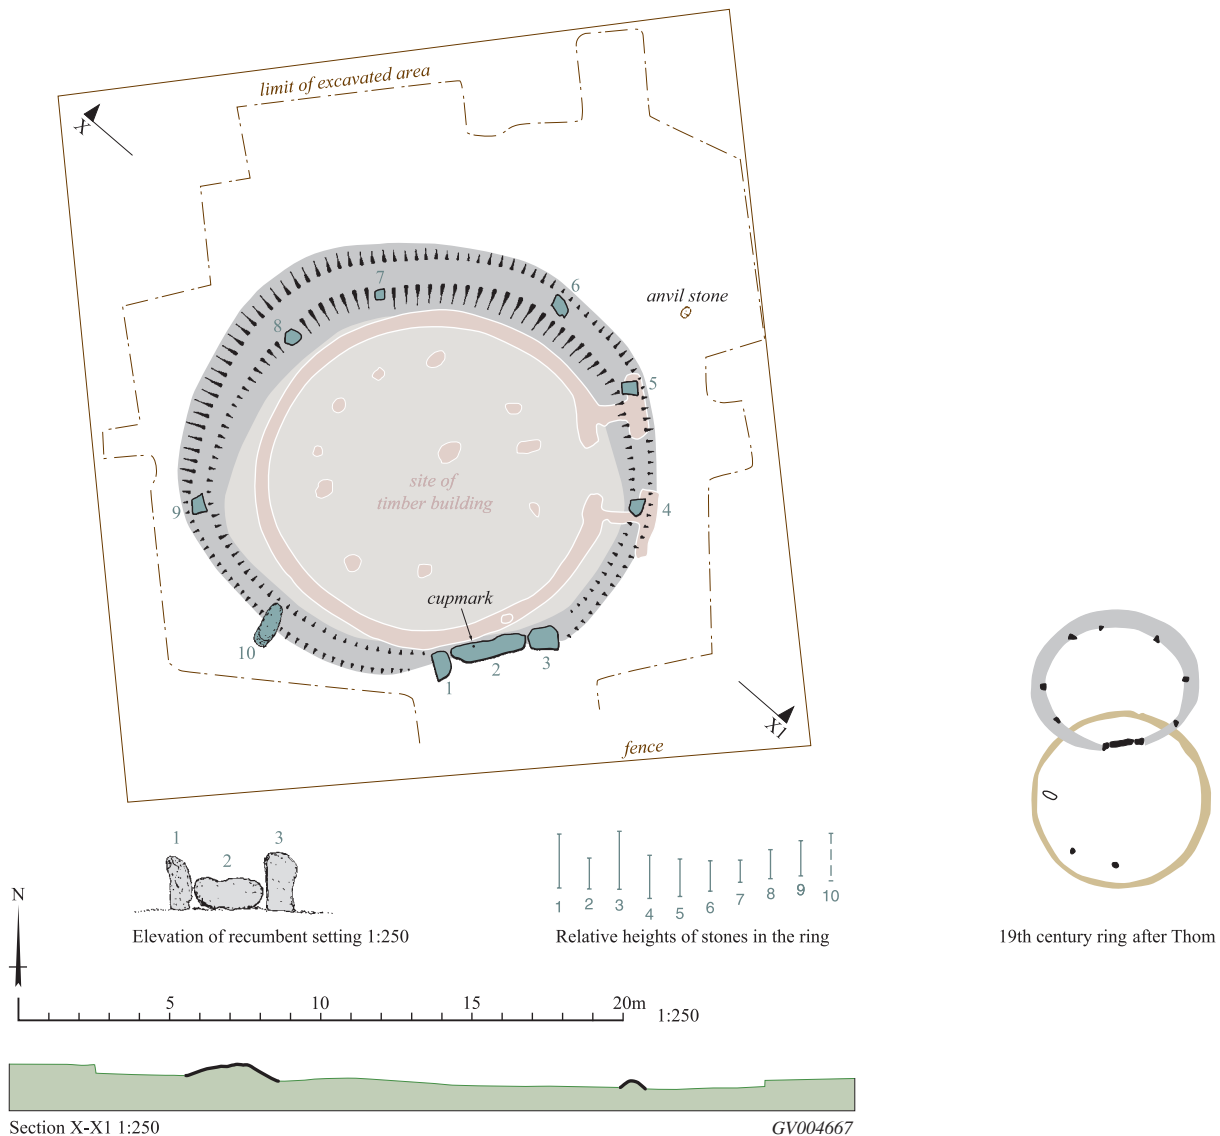 limit of excavated area
X
7
6
anvil stone
8
5
site of
timber building
9
4
cupmark
10
2
3
1
X1
fence
1
2
3
1
2
3
4
5
6
7
8
9
10
N
Elevation of recumbent setting 1:250
Relative heights of stones in the ring
19th century ring after Thom
5
10
15
20m
1:250
Section X-X1 1:250
GV004667